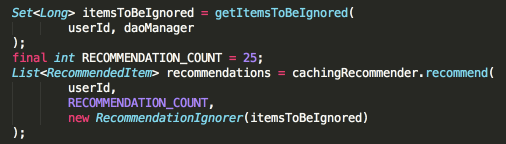 Set<Long> itemsToBeIgnored = getItemsToBeIgnored(
        userId, daoManager
);
final int RECOMMENDATION_COUNT = 25;
List<RecommendedItem> recommendations = cachingRecommender.recommend(
        userId,
        RECOMMENDATION_COUNT,
        new RecommendationIgnorer(itemsToBeIgnored)
);